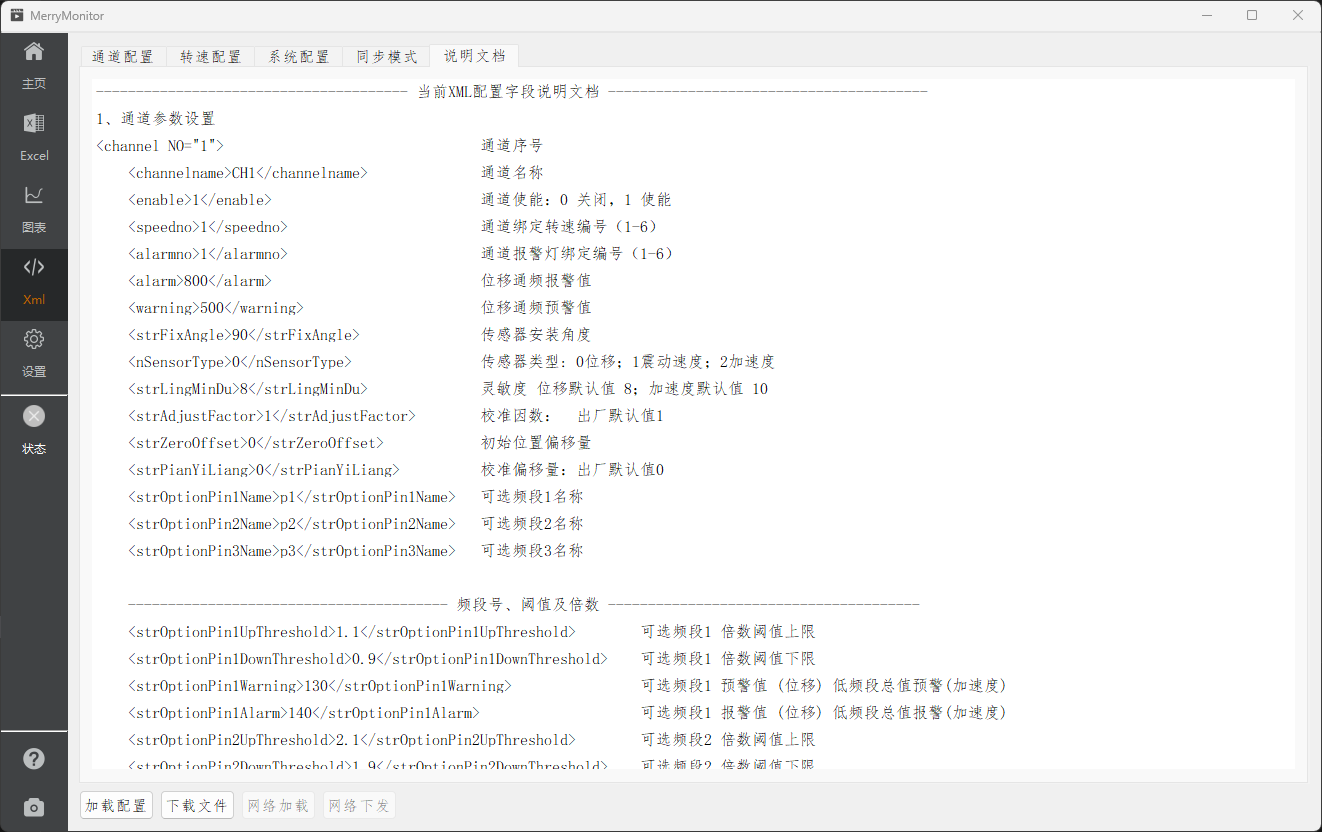 MerryMonitor
主页
Excel
图表
Xml
设置
状态
通道配置 转速配置 系统配置 同步模式 说明文档
--------------------------------------- 当前XML配置字段说明文档 ----------------------------------------
1、通道参数设置
<channel NO="1"> 通道序号
<channelname>CH1</channelname> 通道名称
<enable>1</enable> 通道使能：0 关闭，1 使能
<speedno>1</speedno> 通道绑定转速编号（1-6）
<alarmno>1</alarmno> 通道报警灯绑定编号（1-6）
<alarm>800</alarm> 位移通频报警值
<warning>500</warning> 位移通频预警值
<strFixAngle>90</strFixAngle> 传感器安装角度
<nSensorType>0</nSensorType> 传感器类型：0位移；1震动速度；2加速度
<strLingMinDu>8</strLingMinDu> 灵敏度 位移默认值 8；加速度默认值 10
<strAdjustFactor>1</strAdjustFactor> 校准因数： 出厂默认值1
<strZeroOffset>0</strZeroOffset> 初始位置偏移量
<strPianYiLiang>0</strPianYiLiang> 校准偏移量：出厂默认值0
<strOptionPin1Name>p1</strOptionPin1Name> 可选频段1名称
<strOptionPin2Name>p2</strOptionPin2Name> 可选频段2名称
<strOptionPin3Name>p3</strOptionPin3Name> 可选频段3名称
---------------------------------------- 频段号、阈值及倍数 ---------------------------------------
<strOptionPin1UpThreshold>1.1</strOptionPin1UpThreshold> 可选频段1 倍数阈值上限
<strOptionPin1DownThreshold>0.9</strOptionPin1DownThreshold> 可选频段1 倍数阈值下限
<strOptionPin1Warning>130</strOptionPin1Warning> 可选频段1 预警值（位移）低频段总值预警(加速度)
<strOptionPin1Alarm>140</strOptionPin1Alarm> 可选频段1 报警值（位移）低频段总值报警(加速度)
<strOptionPin2UpThreshold>2.1</strOptionPin2UpThreshold> 可选频段2 倍数阈值上限
<strOptionPin2DownThreshold>1.9</strOptionPin2DownThreshold> 可选频段2 倍数阈值下限
加载配置 下载文件 网络加载 网络下发